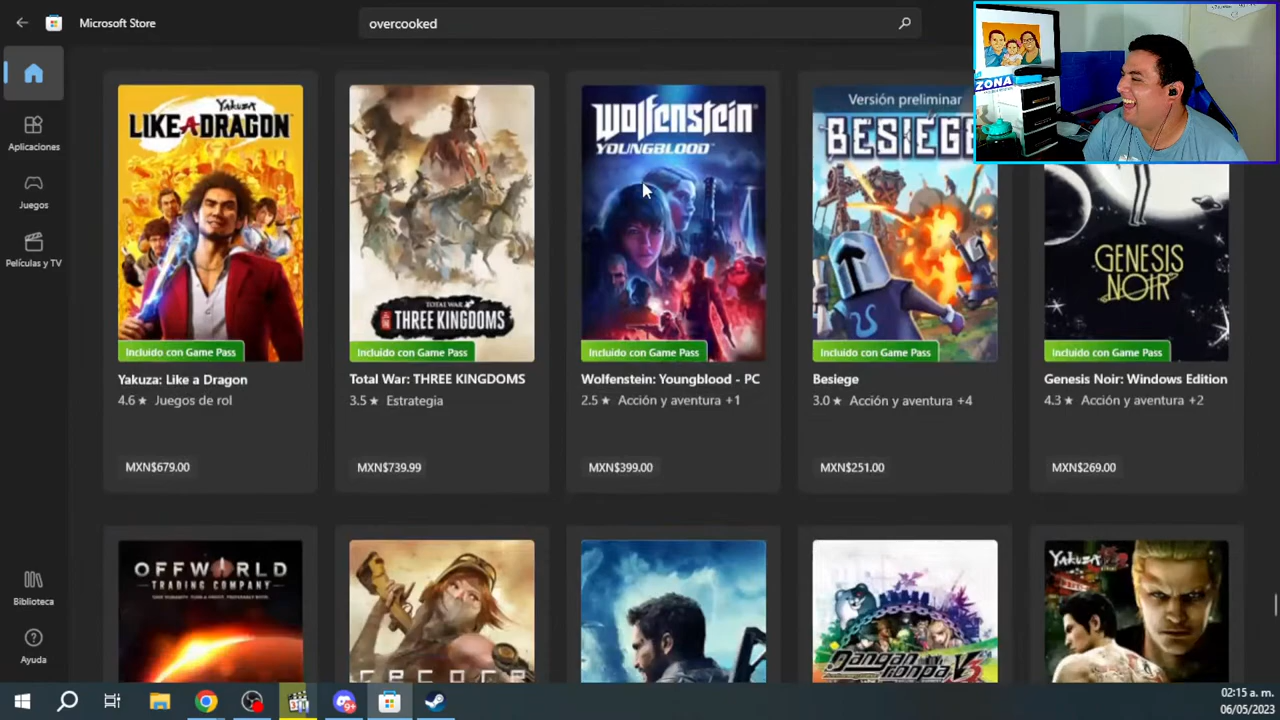 Microsoft Store
overcooked
Aplicaciones
Juegos
Películas y TV
Biblioteca
Ayuda
YAKUZA
LIKE A DRAGON
Incluido con Game Pass
Yakuza: Like a Dragon
4.6 ★ Juegos de rol
MXN$679.00
TOTAL WAR
THREE KINGDOMS
Incluido con Game Pass
Total War: THREE KINGDOMS
3.5 ★ Estrategia
MXN$739.99
Wolfenstein
YOUNGBLOOD
Incluido con Game Pass
Wolfenstein: Youngblood - PC
2.5 ★ Acción y aventura +1
MXN$399.00
Versión preliminar
BESIEGE
Incluido con Game Pass
Besiege
3.0 ★ Acción y aventura +4
MXN$251.00
GENESIS
NOIR
Incluido con Game Pass
Genesis Noir: Windows Edition
4.3 ★ Acción y aventura +2
MXN$269.00
ZONA
OFFWORLD
TRADING COMPANY
recore
Danganronpa V3
YAKUZA
9+
02:15 a. m.
06/05/2023